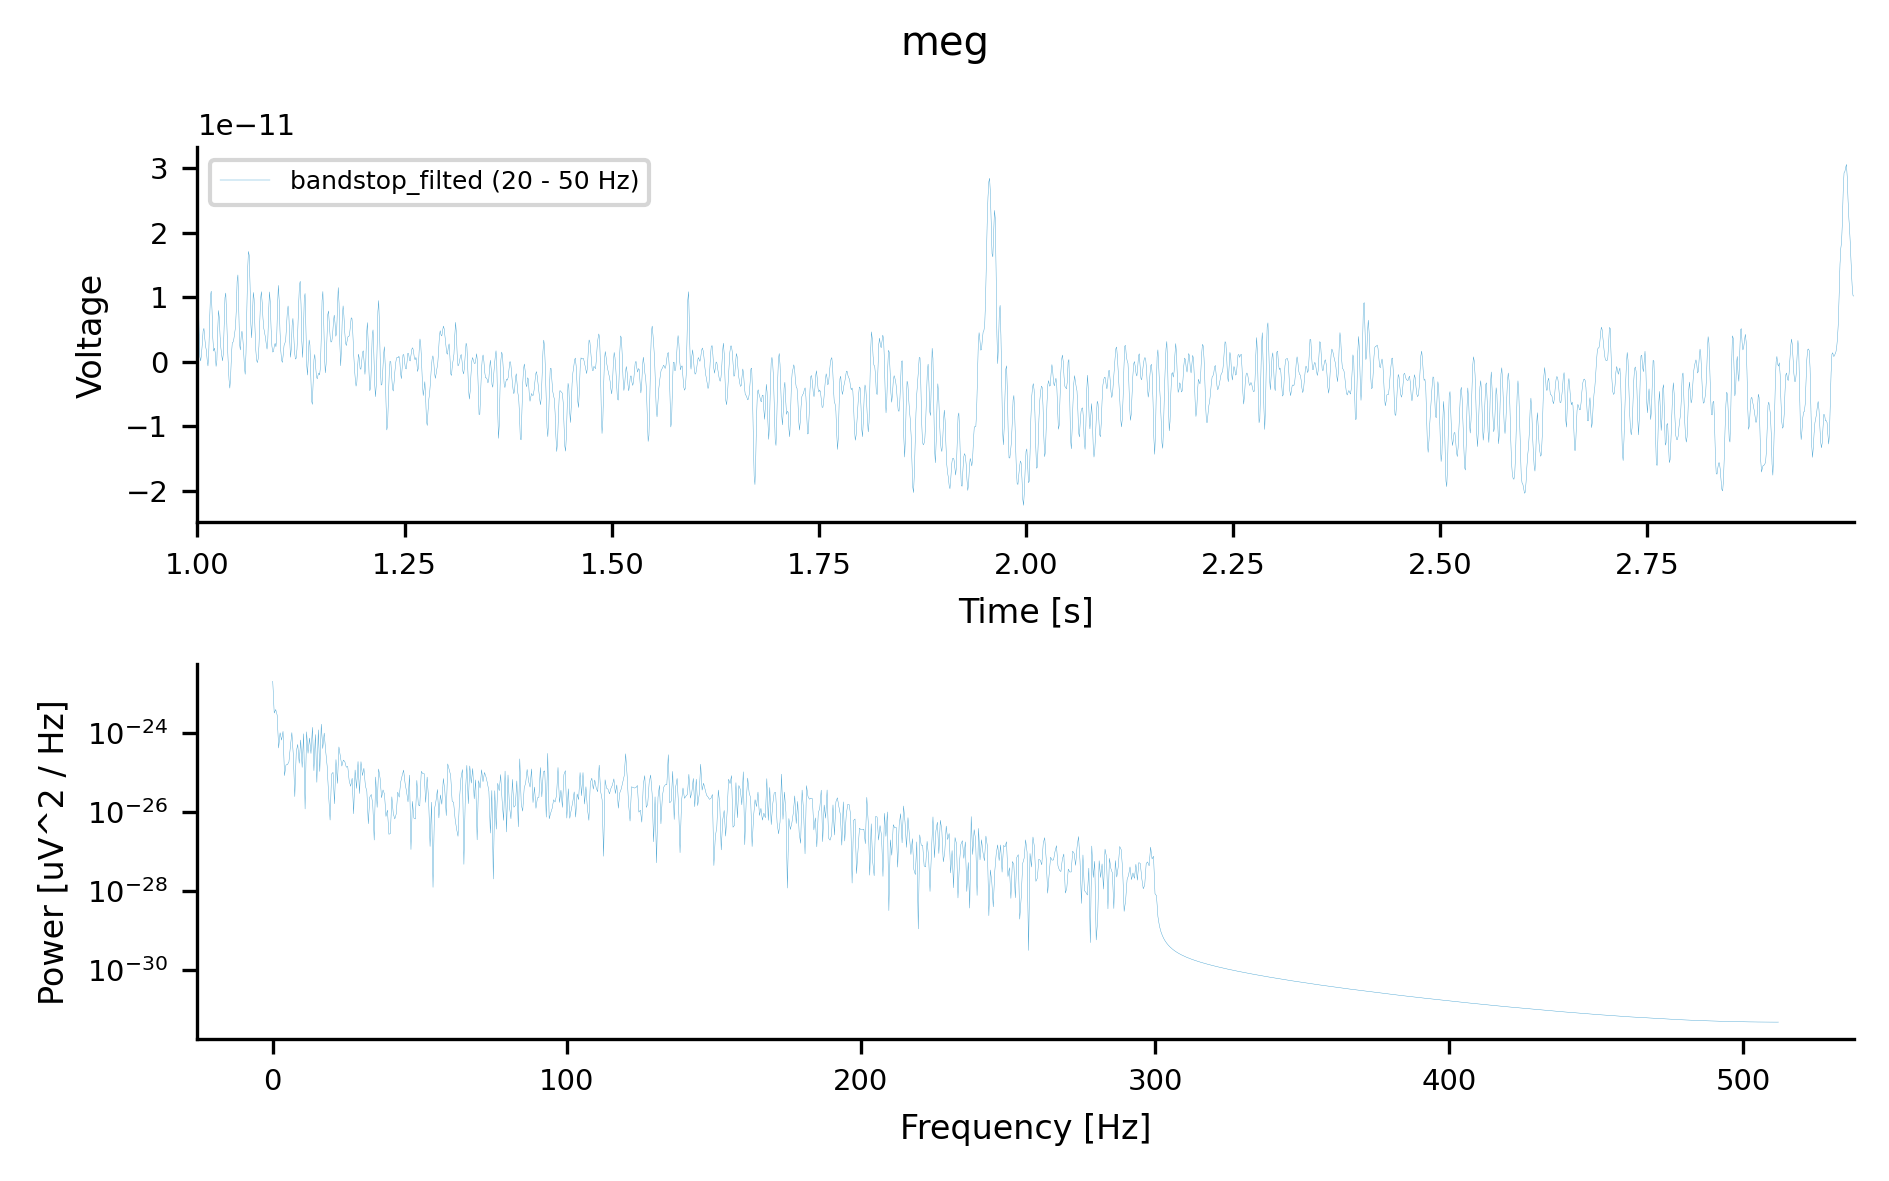 meg
1e−11
bandstop_filted (20 - 50 Hz)
3
2
1
0
−1
−2
Voltage
1.00 1.25 1.50 1.75 2.00 2.25 2.50 2.75
Time [s]
10−24
10−26
10−28
10−30
Power [uV^2 / Hz]
0 100 200 300 400 500
Frequency [Hz]